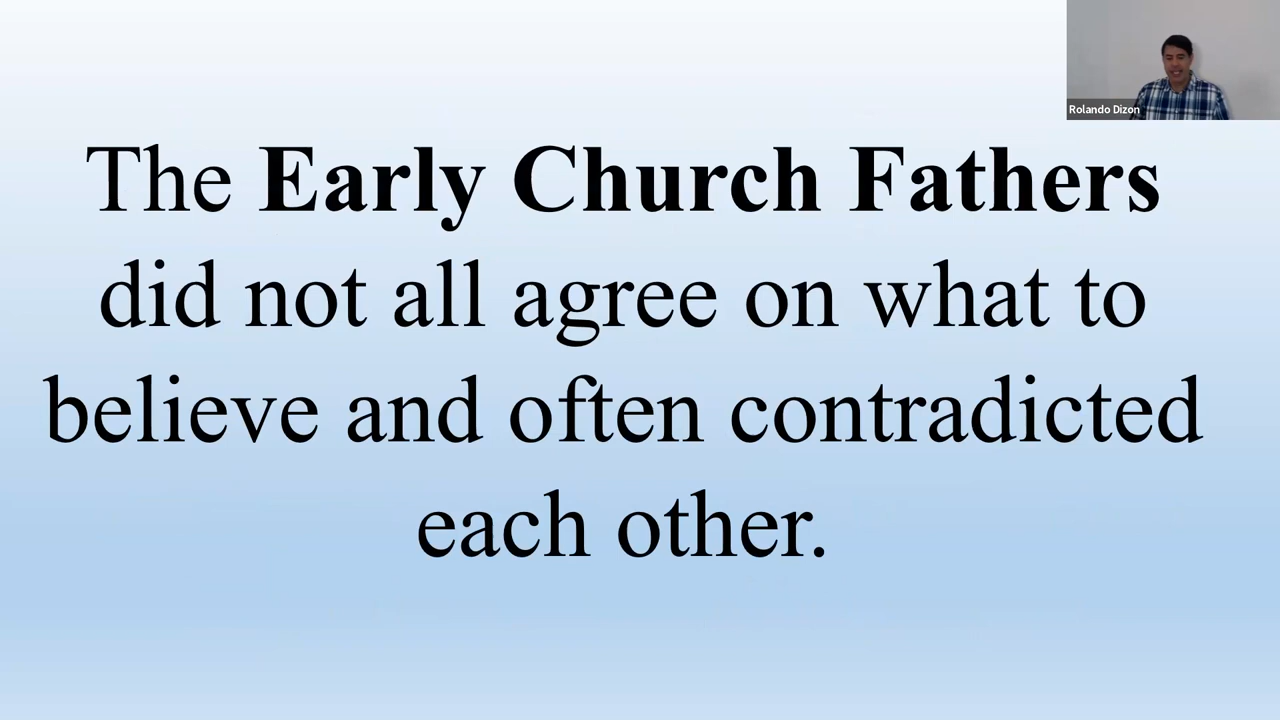 Rolando Dizon
The Early Church Fathers
did not all agree on what to
believe and often contradicted
each other.